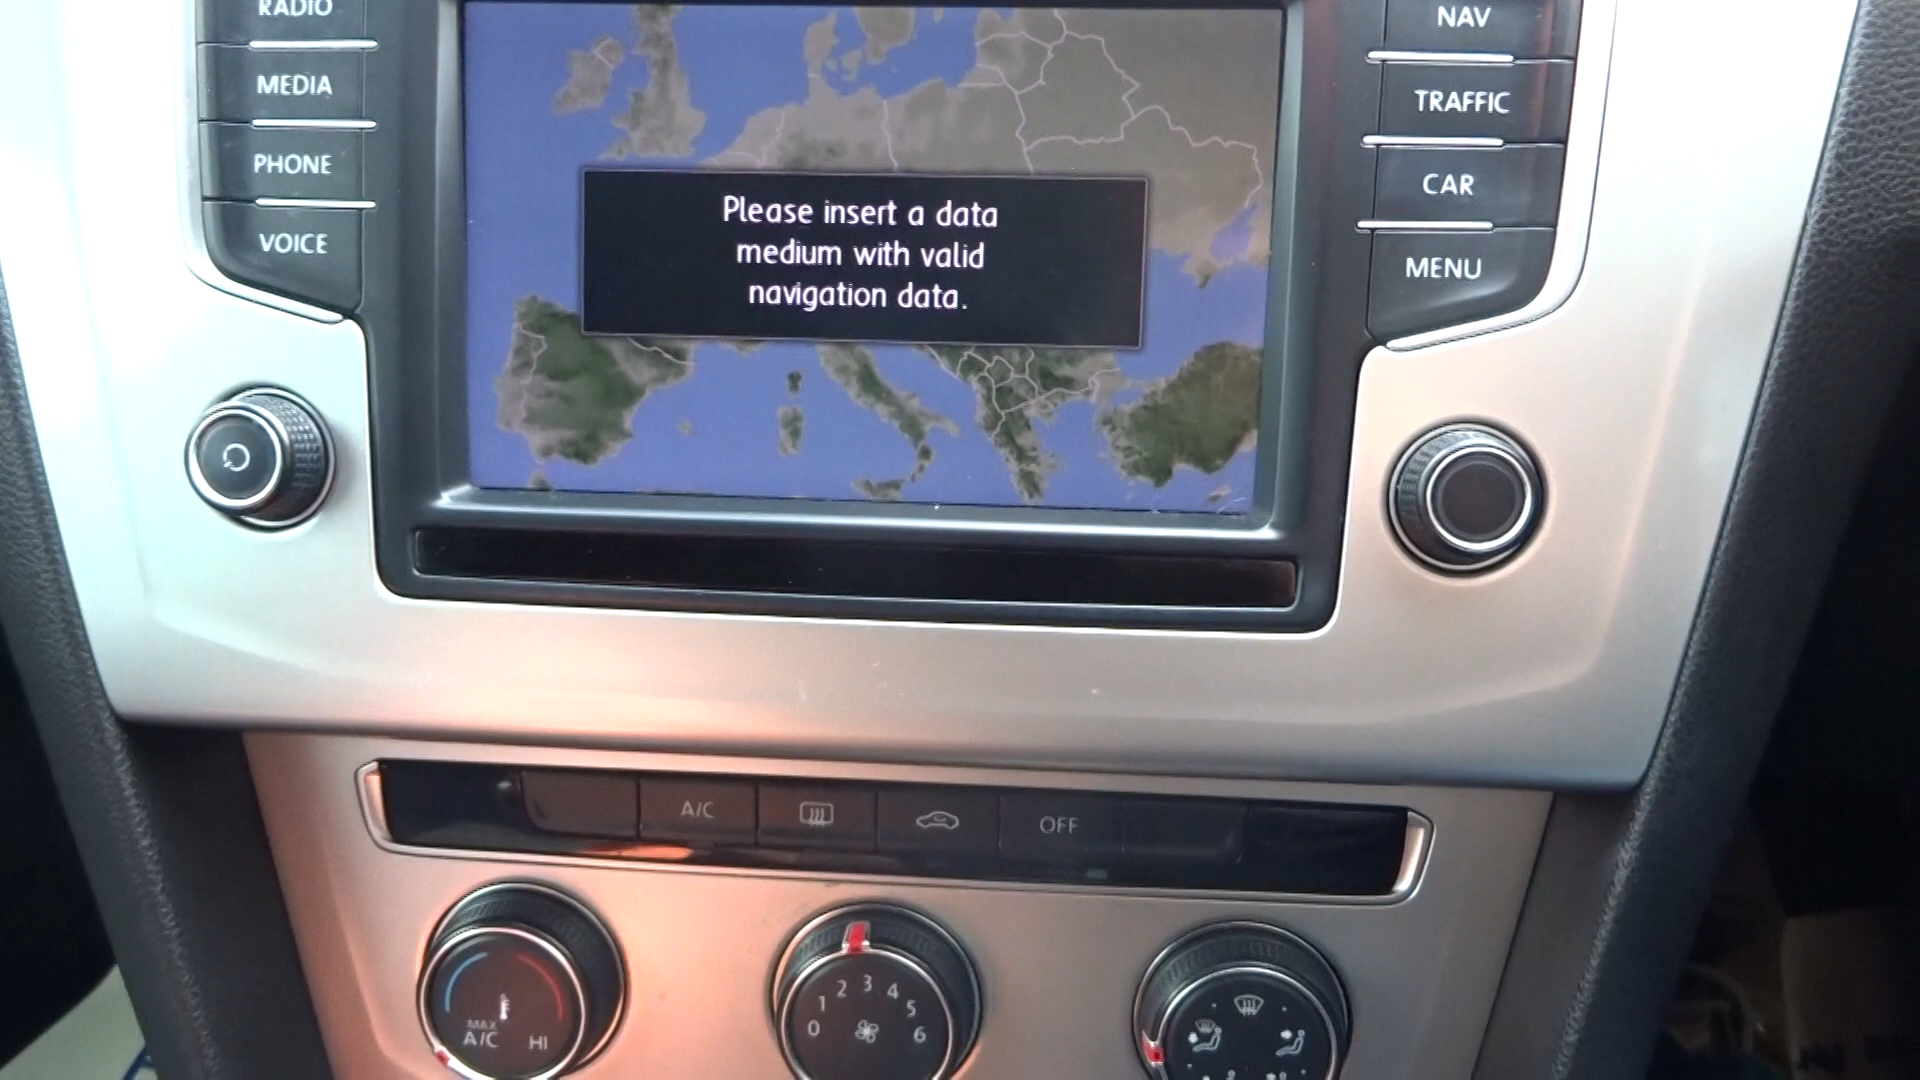 RADIO
MEDIA
PHONE
VOICE
Please insert a data
medium with valid
navigation data.
NAV
TRAFFIC
CAR
MENU
A/C
OFF
MAX
A/C
HI
0 1 2 3 4 5 6